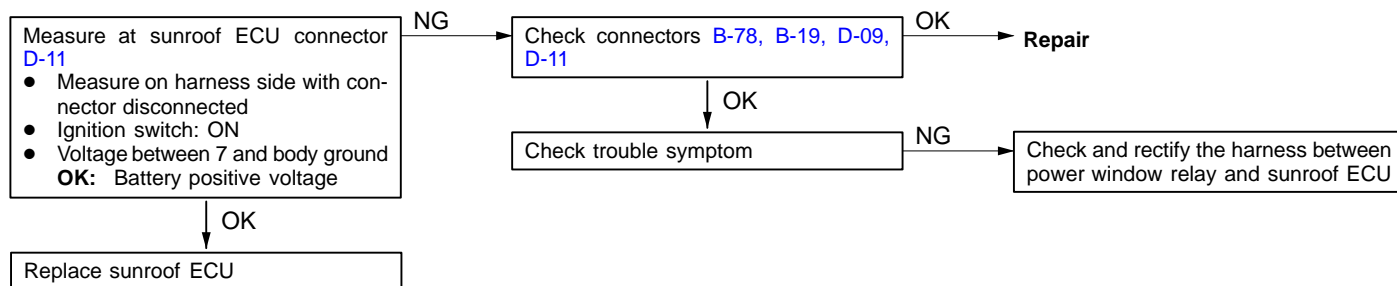 Measure at sunroof ECU connector
D-11
● Measure on harness side with con-
nector disconnected
● Ignition switch: ON
● Voltage between 7 and body ground
OK: Battery positive voltage
NG
Check connectors B-78, B-19, D-09,
D-11
OK
Repair
OK
Check trouble symptom
NG
Check and rectify the harness between
power window relay and sunroof ECU
OK
Replace sunroof ECU